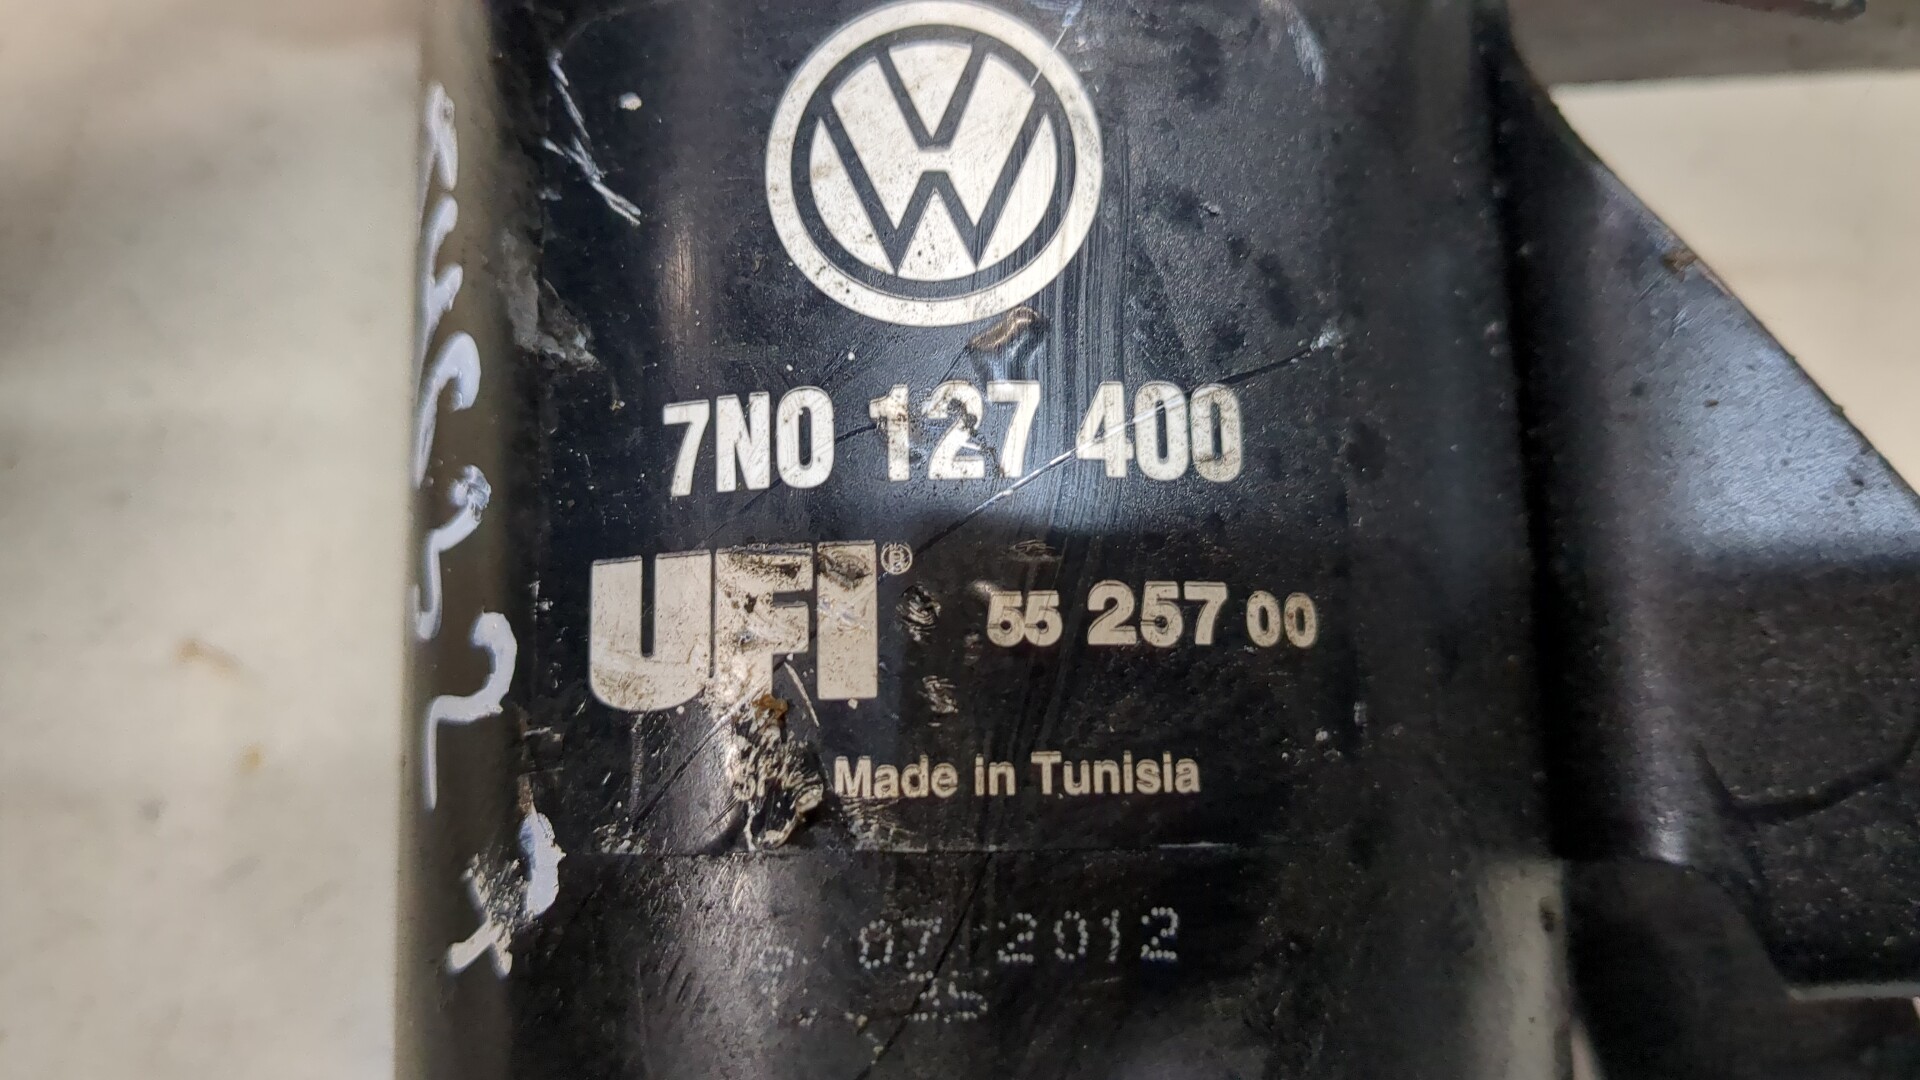 7N0 127 400
UFI® 55 257 00
Made in Tunisia
07 2012